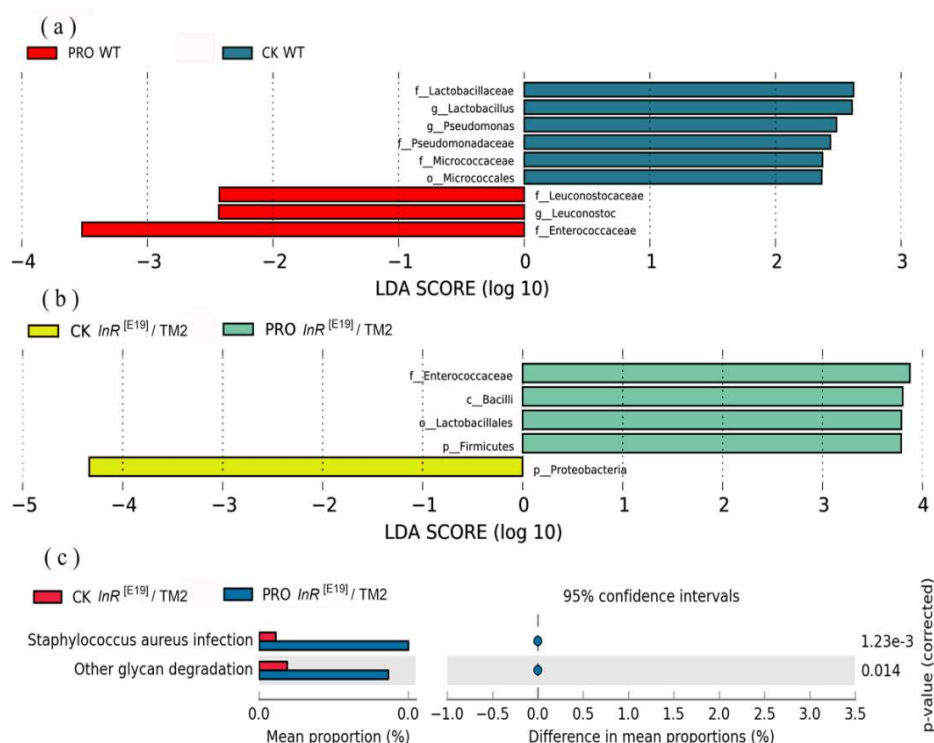 ( a )
PRO WT
CK WT
f__Lactobacillaceae
g__Lactobacillus
g__Pseudomonas
f__Pseudomonadaceae
f__Micrococcaceae
o__Micrococcales
f__Leuconostocaceae
g__Leuconostoc
f__Enterococcaceae
−4 −3 −2 −1 0 1 2 3
LDA SCORE (log 10)
( b )
CK InR [E19] / TM2
PRO InR [E19] / TM2
f__Enterococcaceae
c__Bacilli
o__Lactobacillales
p__Firmicutes
p__Proteobacteria
−5 −4 −3 −2 −1 0 1 2 3 4
LDA SCORE (log 10)
( c )
CK InR [E19] / TM2
PRO InR [E19] / TM2
95% confidence intervals
Staphylococcus aureus infection
1.23e-3
Other glycan degradation
0.014
p-value (corrected)
0.0 0.0
Mean proportion (%)
−1.0 −0.5 0.0 0.5 1.0 1.5 2.0 2.5 3.0 3.5
Difference in mean proportions (%)